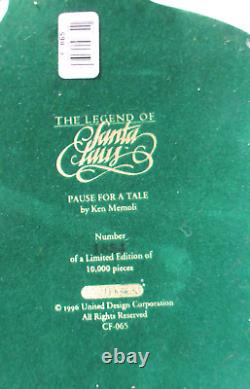 THE LEGEND OF
Santa
Claus
PAUSE FOR A TALE
by Ken Memoli
Number
of a Limited Edition of
10,000 pieces
© 1996 United Design Corporation
All Rights Reserved
CF-065